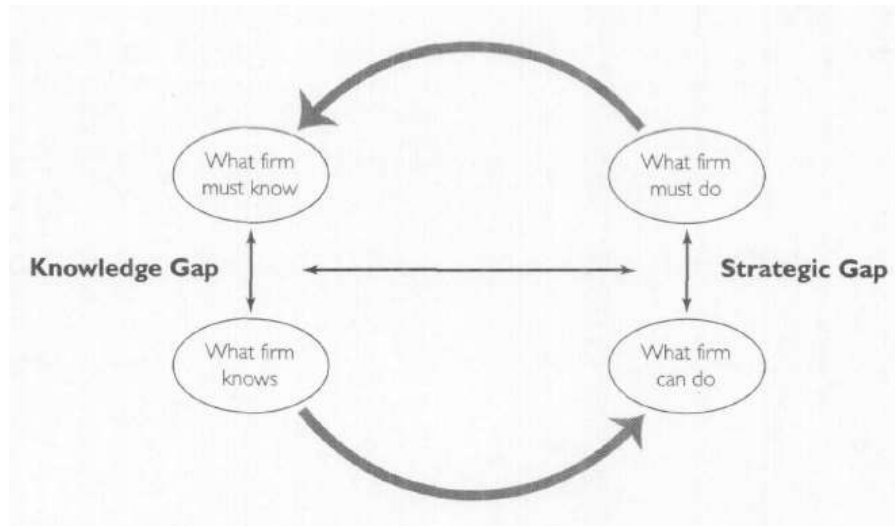 What firm
must know
What firm
must do
Knowledge Gap
Strategic Gap
What firm
knows
What firm
can do